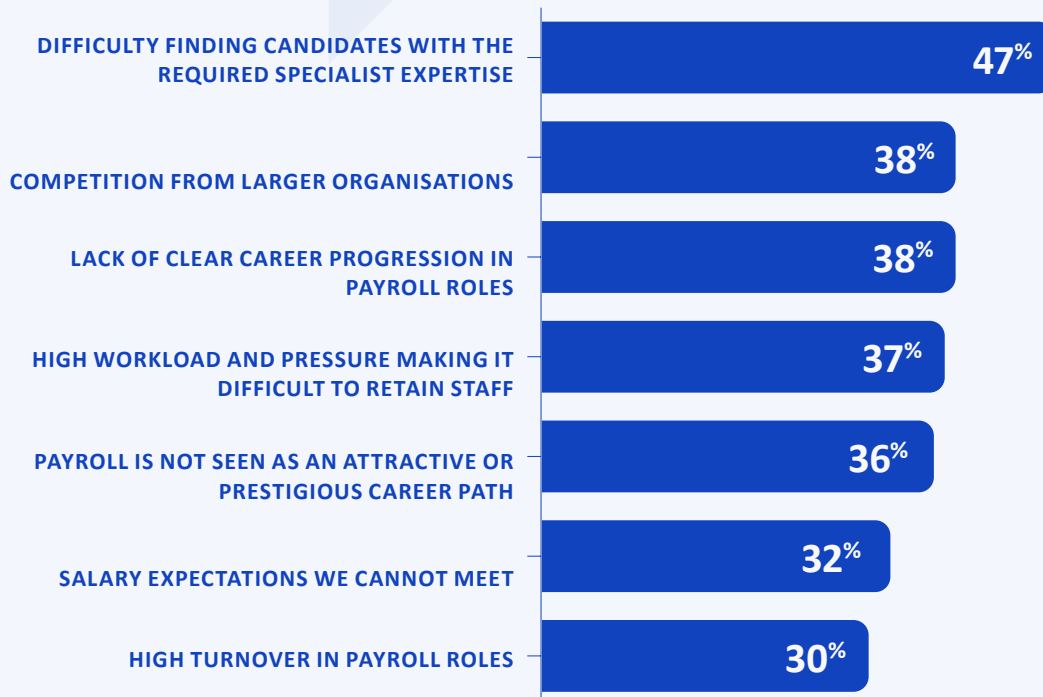 DIFFICULTY FINDING CANDIDATES WITH THE
REQUIRED SPECIALIST EXPERTISE
47%
COMPETITION FROM LARGER ORGANISATIONS
38%
LACK OF CLEAR CAREER PROGRESSION IN
PAYROLL ROLES
38%
HIGH WORKLOAD AND PRESSURE MAKING IT
DIFFICULT TO RETAIN STAFF
37%
PAYROLL IS NOT SEEN AS AN ATTRACTIVE OR
PRESTIGIOUS CAREER PATH
36%
SALARY EXPECTATIONS WE CANNOT MEET
32%
HIGH TURNOVER IN PAYROLL ROLES
30%